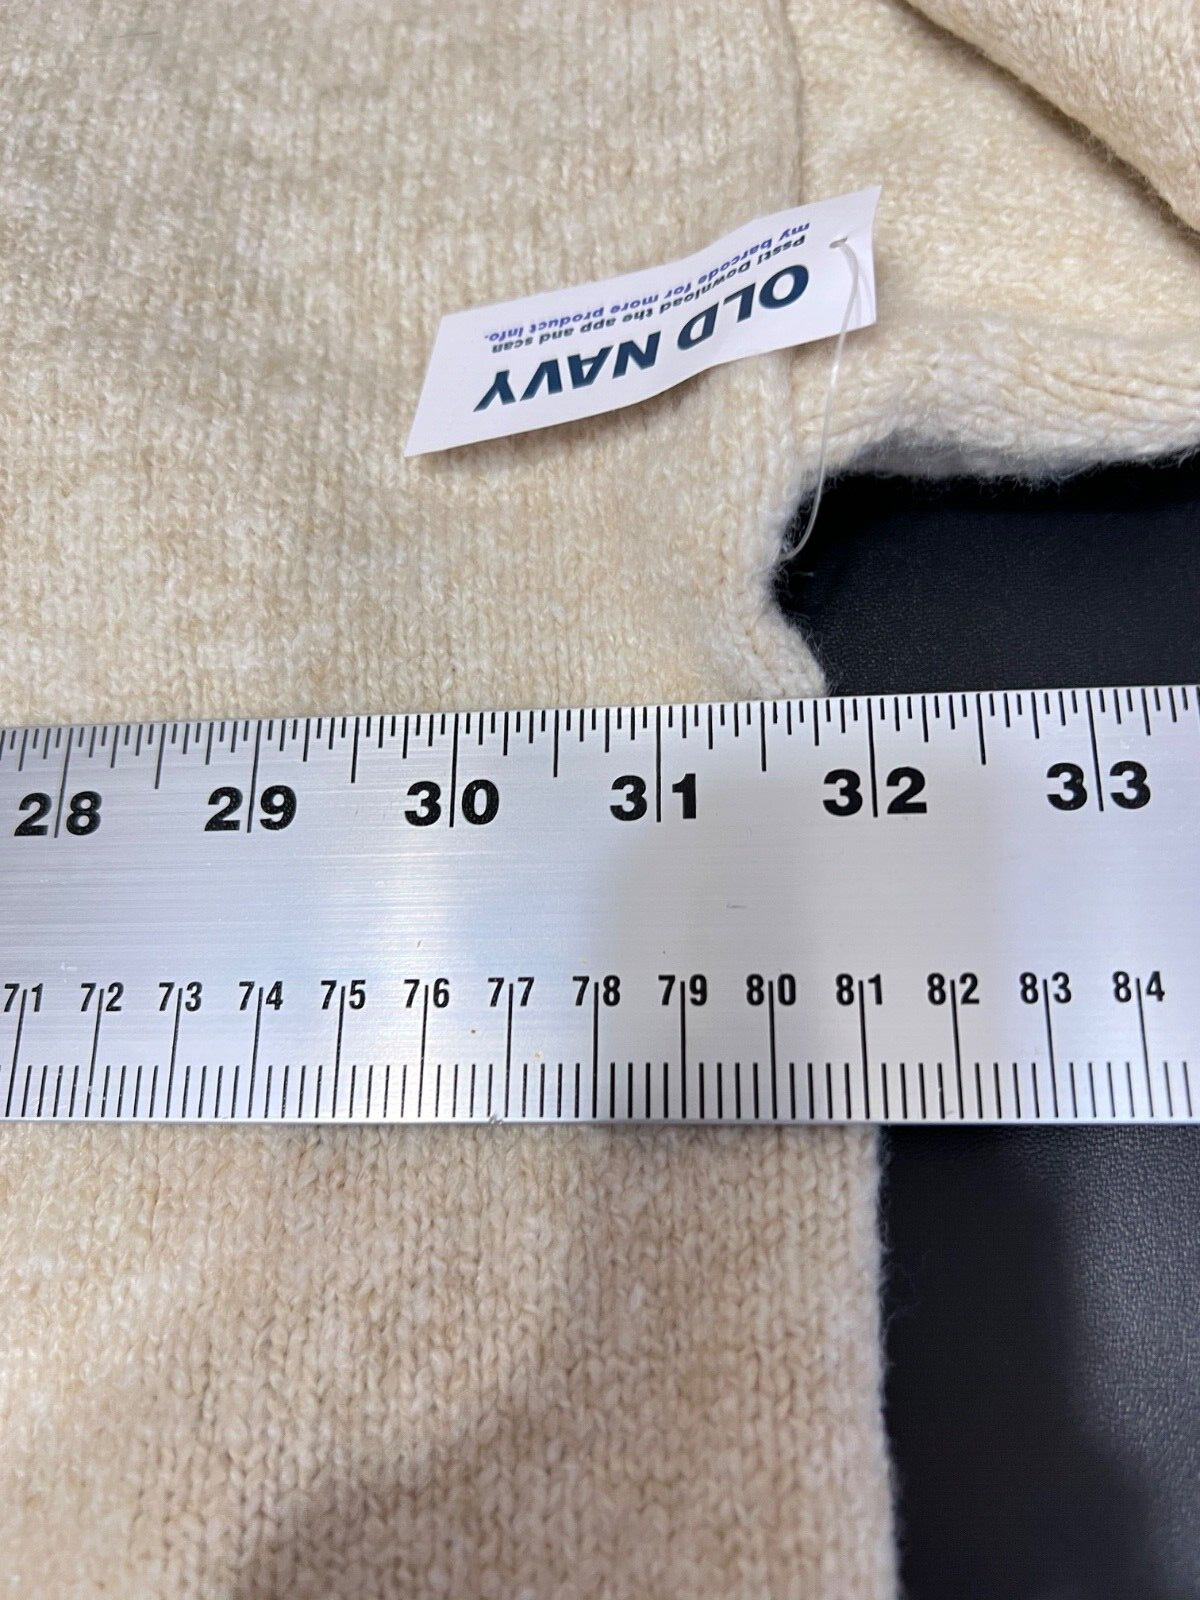 OLD NAVY
Psst! Download the app and scan
my barcode for more product info.
28 29 30 31 32 33
71 72 73 74 75 76 77 78 79 80 81 82 83 84